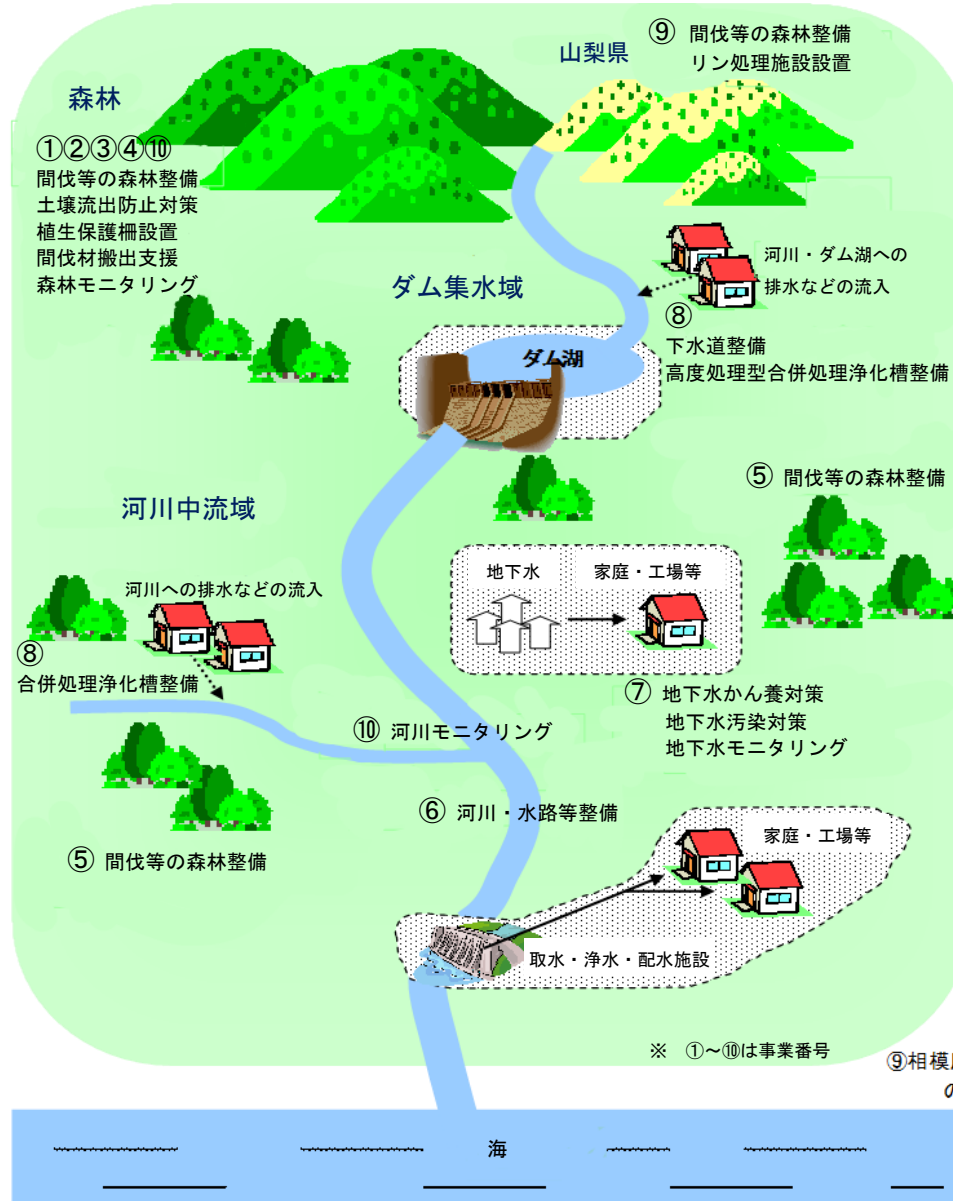 ⑨ 間伐等の森林整備
リン処理施設設置
山梨県
森林
①②③④⑩
間伐等の森林整備
土壌流出防止対策
植生保護柵設置
間伐材搬出支援
森林モニタリング
河川・ダム湖への
排水などの流入
ダム集水域
⑧
下水道整備
高度処理型合併処理浄化槽整備
ダム湖
⑤ 間伐等の森林整備
河川中流域
地下水
家庭・工場等
河川への排水などの流入
⑧
合併処理浄化槽整備
⑦ 地下水かん養対策
地下水汚染対策
地下水モニタリング
⑩ 河川モニタリング
⑥ 河川・水路等整備
家庭・工場等
⑤ 間伐等の森林整備
取水・浄水・配水施設
※ ①~⑩は事業番号
⑨相模
の
海